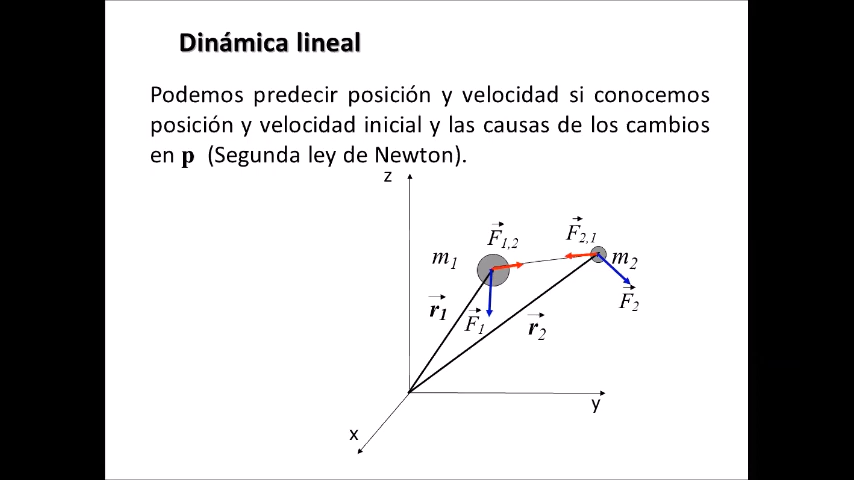 Dinámica lineal
Podemos predecir posición y velocidad si conocemos
posición y velocidad inicial y las causas de los cambios
en p (Segunda ley de Newton).
z
F1,2
F2,1
m1
m2
F2
r1
F1
r2
y
x